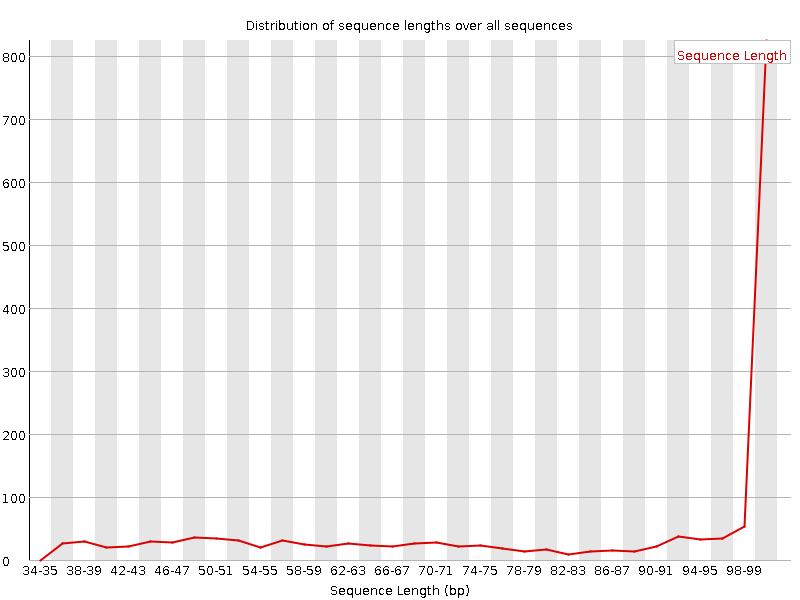 Distribution of sequence lengths over all sequences
Sequence Length
800
700
600
500
400
300
200
100
0
34-35 38-39 42-43 46-47 50-51 54-55 58-59 62-63 66-67 70-71 74-75 78-79 82-83 86-87 90-91 94-95 98-99
Sequence Length (bp)